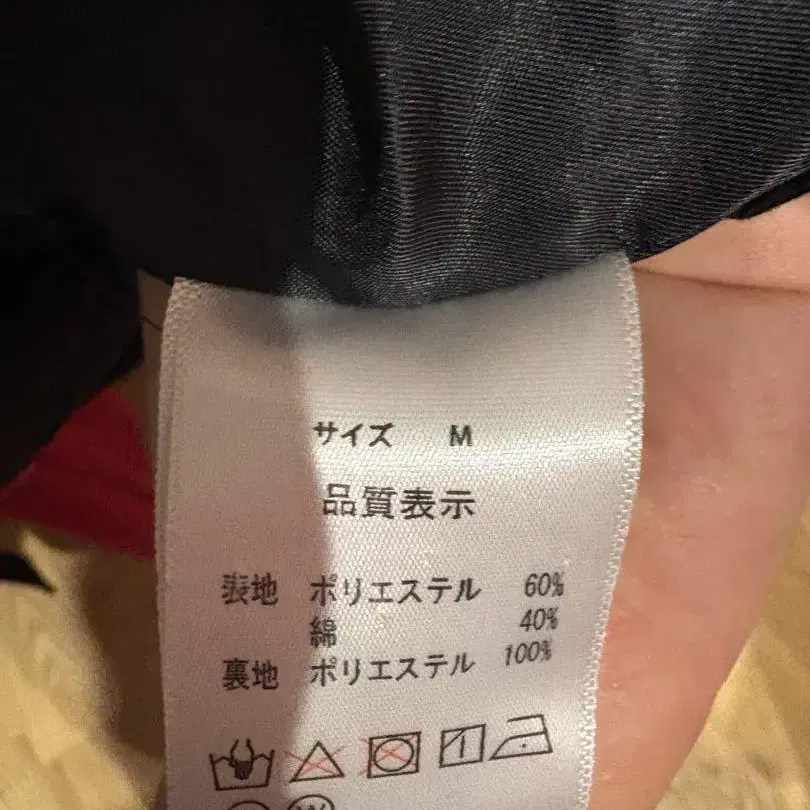 サイズ M
品質表示
表地 ポリエステル 60%
綿 40%
裏地 ポリエステル 100%